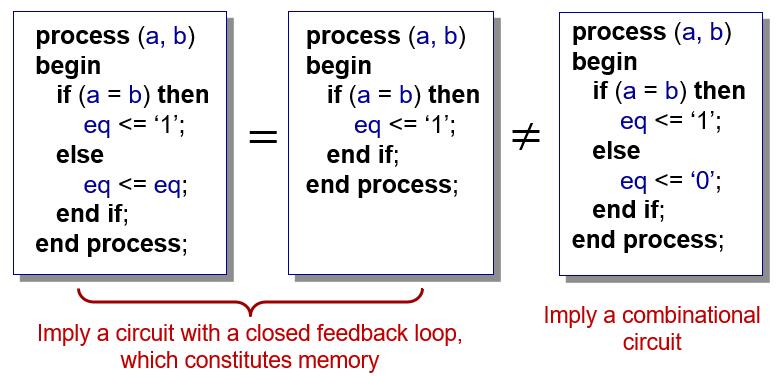 process (a, b)
begin
if (a = b) then
eq <= ‘1’;
else
eq <= eq;
end if;
end process;
=
process (a, b)
begin
if (a = b) then
eq <= ‘1’;
end if;
end process;
≠
process (a, b)
begin
if (a = b) then
eq <= ‘1’;
else
eq <= ‘0’;
end if;
end process;
Imply a circuit with a closed feedback loop,
which constitutes memory
Imply a combinational
circuit